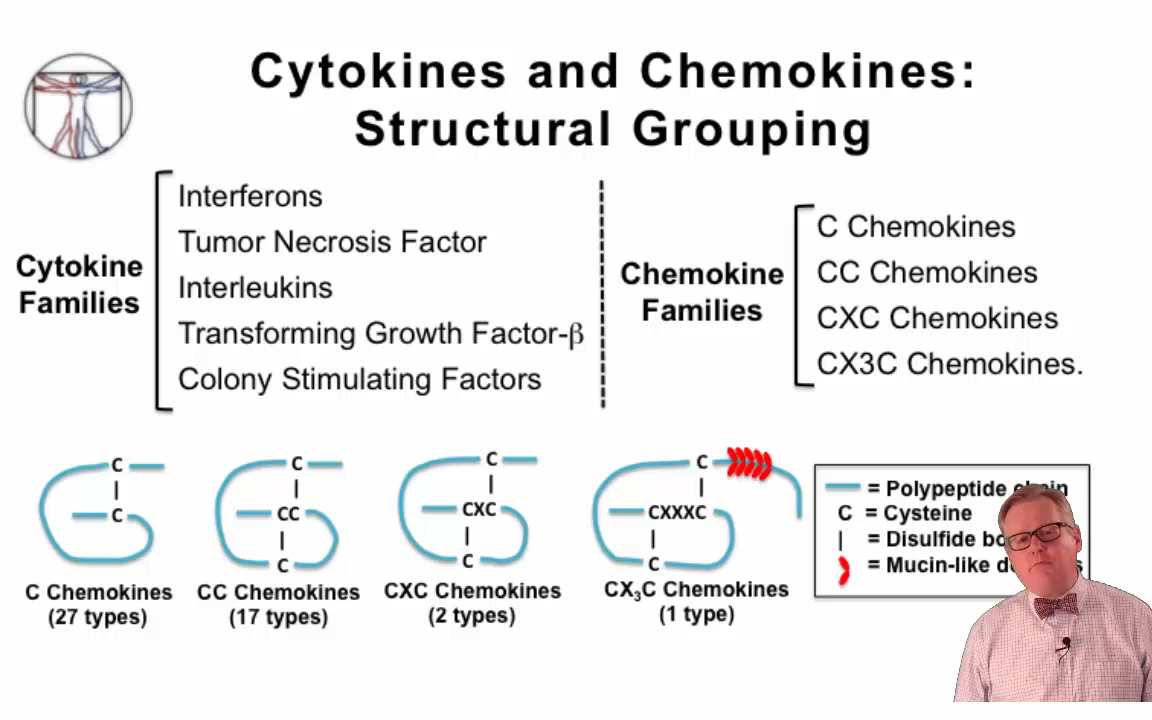 Cytokines and Chemokines:
Structural Grouping
Cytokine
Families
Interferons
Tumor Necrosis Factor
Interleukins
Transforming Growth Factor-β
Colony Stimulating Factors
Chemokine
Families
C Chemokines
CC Chemokines
CXC Chemokines
CX3C Chemokines.
C
|
C
C Chemokines
(27 types)
C
|
CC
|
C
CC Chemokines
(17 types)
C
|
CXC
|
C
CXC Chemokines
(2 types)
C
|
CXXXC
|
C
CX₃C Chemokines
(1 type)
= Polypeptide
C = Cysteine
| = Disulfide
= Mucin-like